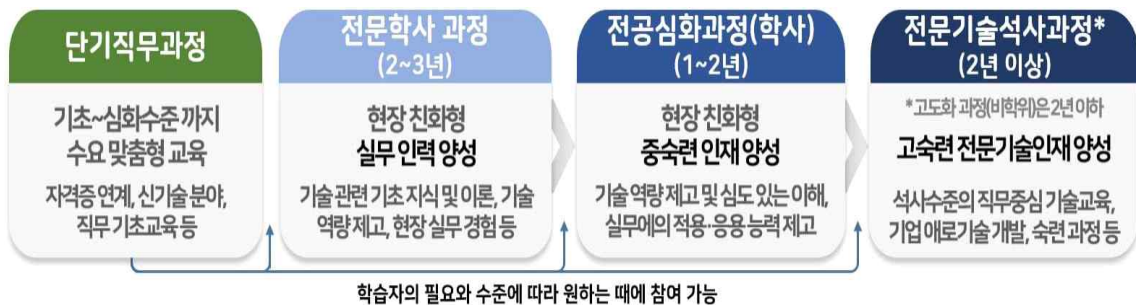 단기직무과정
기초~심화수준 까지
수요 맞춤형 교육
자격증 연계, 신기술 분야,
직무 기초교육 등
전문학사 과정
(2~3년)
현장 친화형
실무 인력 양성
기술 관련 기초 지식 및 이론, 기술
역량 제고, 현장 실무 경험 등
전공심화과정(학사)
(1~2년)
현장 친화형
중숙련 인재 양성
기술 역량 제고 및 심도 있는 이해,
실무에의 적용·응용 능력 제고
전문기술석사과정*
(2년 이상)
* 고도화 과정(비학위)은 2년 이하
고숙련 전문기술인재 양성
석사수준의 직무중심 기술교육,
기업 애로기술 개발, 숙련 과정 등
학습자의 필요와 수준에 따라 원하는 때에 참여 가능